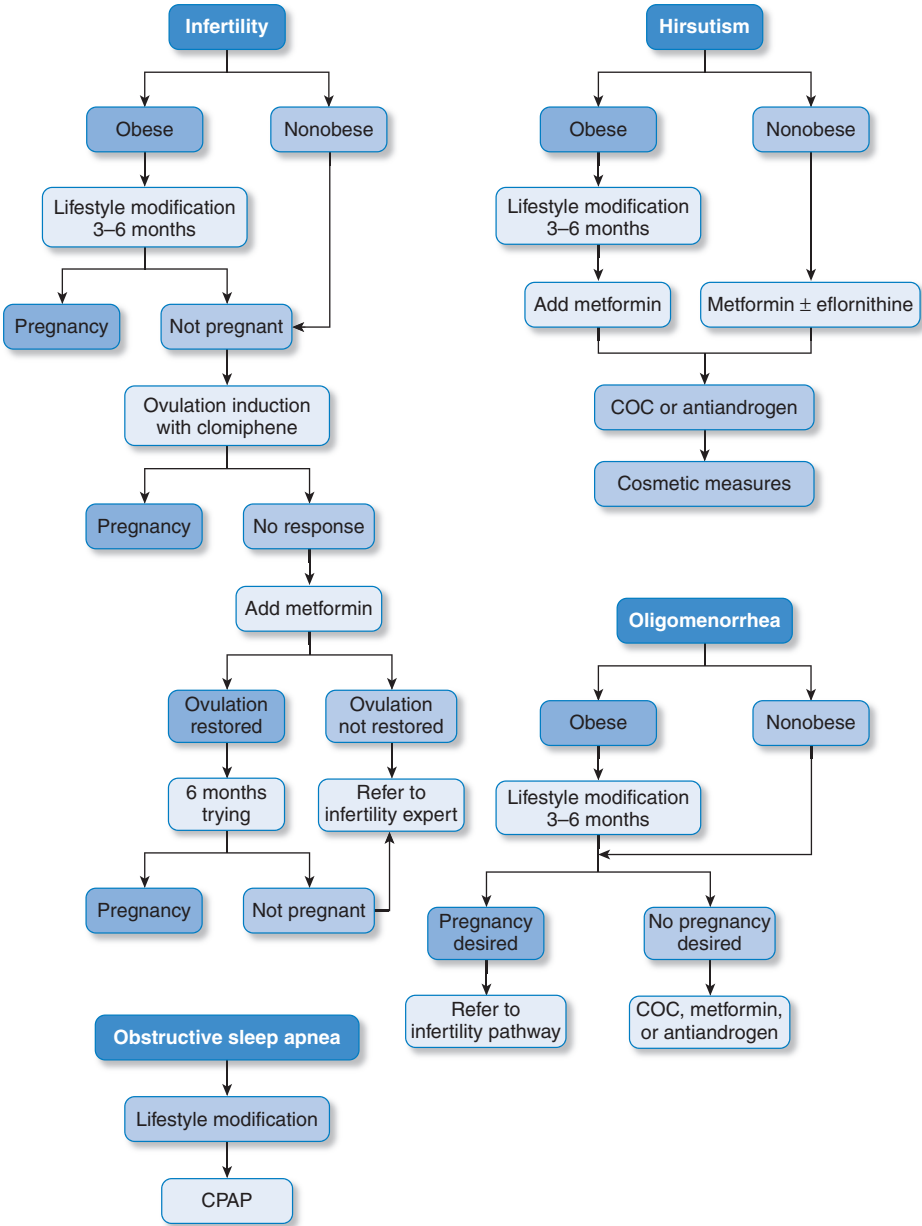 Infertility
Obese
Nonobese
Lifestyle modification
3–6 months
Pregnancy
Not pregnant
Ovulation induction
with clomiphene
Pregnancy
No response
Add metformin
Ovulation
restored
Ovulation
not restored
6 months
trying
Refer to
infertility expert
Pregnancy
Not pregnant
Obstructive sleep apnea
Lifestyle modification
CPAP
Hirsutism
Obese
Nonobese
Lifestyle modification
3–6 months
Add metformin
Metformin ± eflornithine
COC or antiandrogen
Cosmetic measures
Oligomenorrhea
Obese
Nonobese
Lifestyle modification
3–6 months
Pregnancy
desired
No pregnancy
desired
Refer to
infertility pathway
COC, metformin,
or antiandrogen